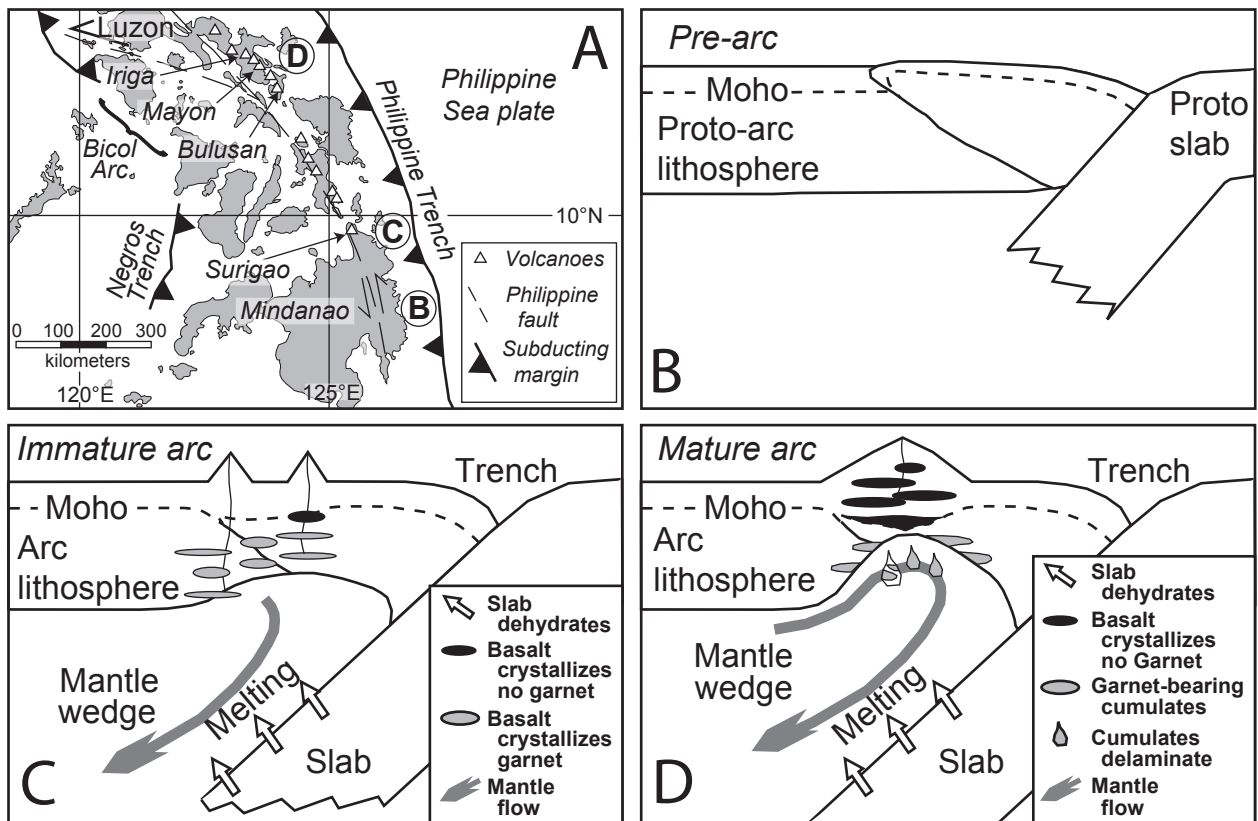 A
Luzon
D
Iriga
Mayon
Bicol
Arc.
Bulusan
Philippine
Sea plate
Philippine Trench
10°N
C
Negros
Trench
Surigao
Mindanao
B
0 100 200 300
kilometers
120°E
125°E
Volcanoes
Philippine
fault
Subducting
margin
Pre-arc
Moho
Proto-arc
lithosphere
Proto
slab
B
Immature arc
Trench
Moho
Arc
lithosphere
Mantle
wedge
Melting
Slab
C
Slab
dehydrates
Basalt
crystallizes
no garnet
Basalt
crystallizes
garnet
Mantle
flow
Mature arc
Trench
Moho
Arc
lithosphere
Mantle
wedge
Melting
Slab
D
Slab
dehydrates
Basalt
crystallizes
no Garnet
Garnet-bearing
cumulates
Cumulates
delaminate
Mantle
flow